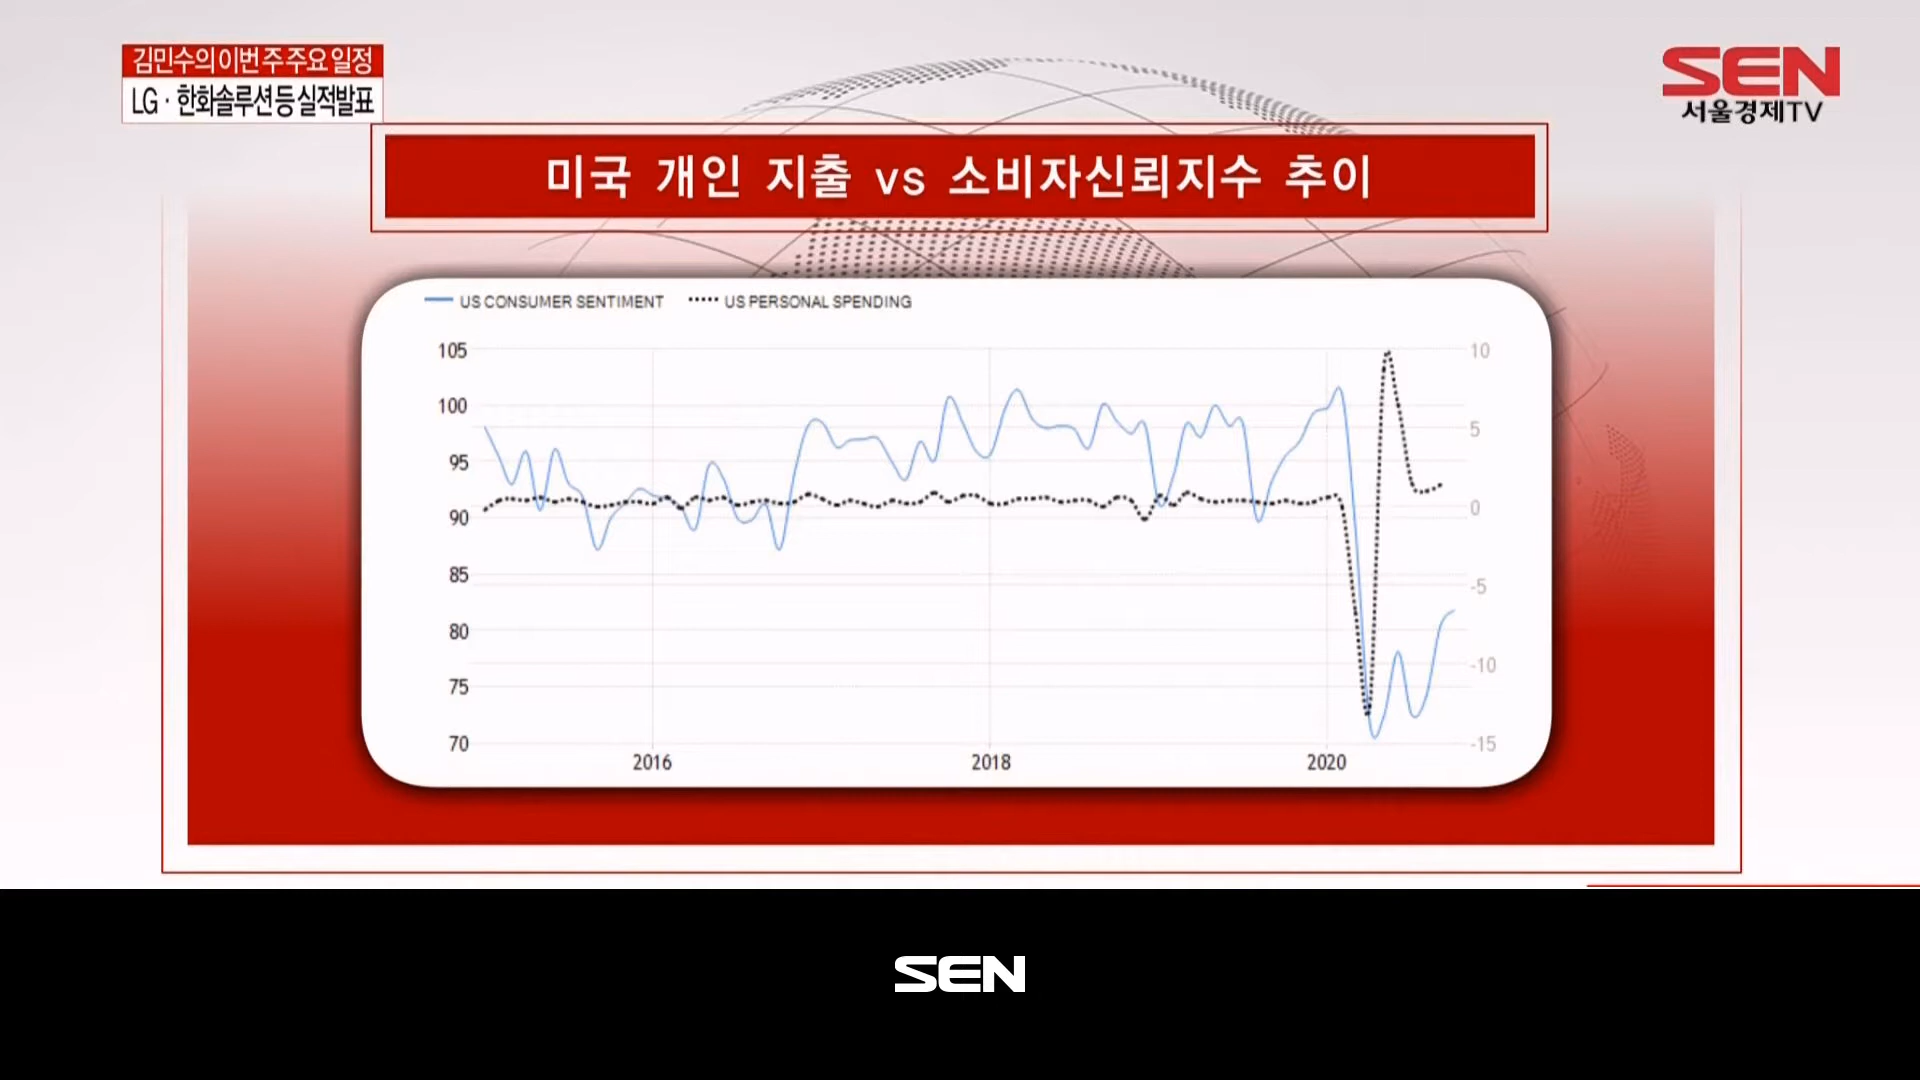 김민수의 이번 주 주요 일정
LG · 한화솔루션 등 실적발표
SEN
서울경제TV
미국 개인 지출 vs 소비자신뢰지수 추이
US CONSUMER SENTIMENT
US PERSONAL SPENDING
105
100
95
90
85
80
75
70
10
5
0
-5
-10
-15
2016
2018
2020
SEN